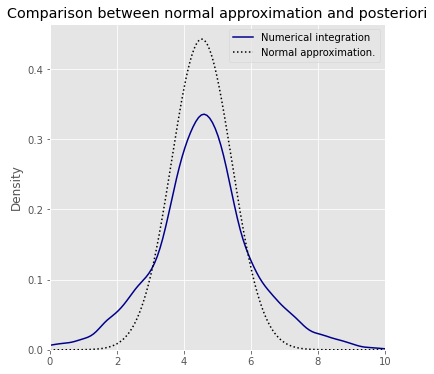 Comparison between normal approximation and posteriori
Numerical integration
Normal approximation.
Density
0.4
0.3
0.2
0.1
0.0
0 2 4 6 8 10